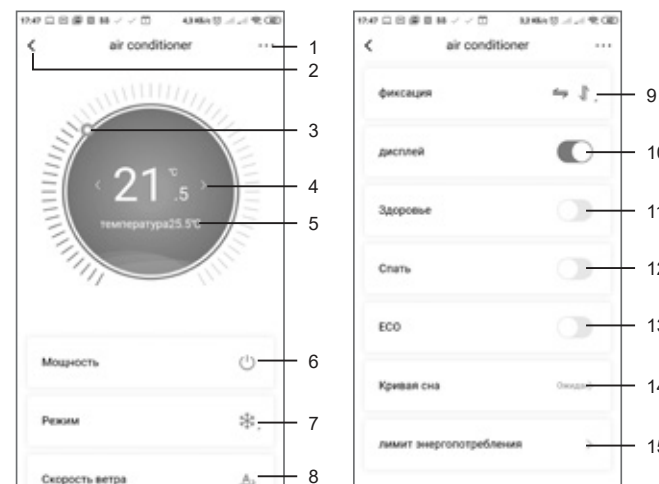 17:47
air conditioner
1
2
3
21 °C .5
4
температура25.5℃
5
Мощность
6
Режим
7
Скорость ветра
8
17:47
air conditioner
фиксация
9
дисплей
10
Здоровье
11
Спать
12
ECO
13
Кривая сна
14
лимит энергопотребления
15